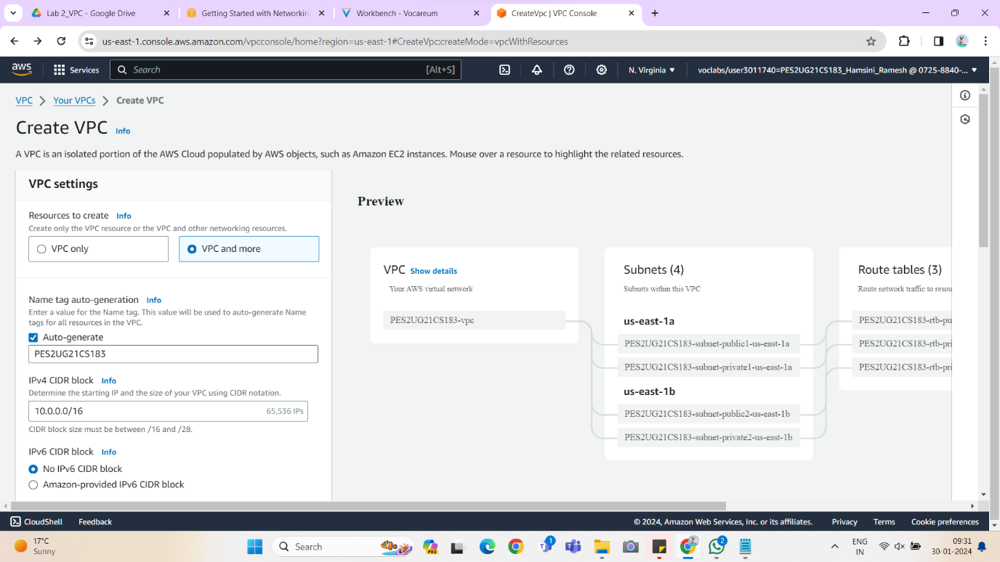 Lab 2_VPC - Google Drive
Getting Started with Networkin
Workbench - Vocareum
CreateVpc | VPC Console
us-east-1.console.aws.amazon.com/vpcconsole/home?region=us-east-1#CreateVpc:createMode=vpcWithResources
aws
Services
Search
[Alt+S]
N. Virginia
voclabs/user3011740=PES2UG21CS183_Hamsini_Ramesh @ 0725-8840-...
VPC
Your VPCs
Create VPC
Create VPC Info
A VPC is an isolated portion of the AWS Cloud populated by AWS objects, such as Amazon EC2 instances. Mouse over a resource to highlight the related resources.
VPC settings
Resources to create Info
Create only the VPC resource or the VPC and other networking resources.
VPC only
VPC and more
Name tag auto-generation Info
Enter a value for the Name tag. This value will be used to auto-generate Name
tags for all resources in the VPC.
Auto-generate
PES2UG21CS183
IPv4 CIDR block Info
Determine the starting IP and the size of your VPC using CIDR notation.
10.0.0.0/16
65,536 IPs
CIDR block size must be between /16 and /28.
IPv6 CIDR block Info
No IPv6 CIDR block
Amazon-provided IPv6 CIDR block
Preview
VPC Show details
Your AWS virtual network
PES2UG21CS183-vpc
Subnets (4)
Subnets within this VPC
us-east-1a
PES2UG21CS183-subnet-public1-us-east-1a
PES2UG21CS183-subnet-private1-us-east-1a
us-east-1b
PES2UG21CS183-subnet-public2-us-east-1b
PES2UG21CS183-subnet-private2-us-east-1b
Route tables (3)
Route network traffic to resou
PES2UG21CS183-rtb-pu
PES2UG21CS183-rtb-pri
PES2UG21CS183-rtb-pri
CloudShell
Feedback
© 2024, Amazon Web Services, Inc. or its affiliates.
Privacy
Terms
Cookie preferences
17°C
Sunny
Search
PRE
1
2
ENG
IN
09:31
30-01-2024